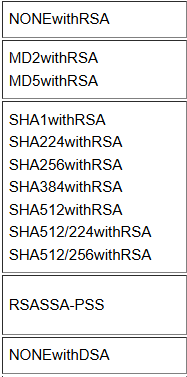 NONEwithRSA
MD2withRSA
MD5withRSA
SHA1withRSA
SHA224withRSA
SHA256withRSA
SHA384withRSA
SHA512withRSA
SHA512/224withRSA
SHA512/256withRSA
RSASSA-PSS
NONEwithDSA